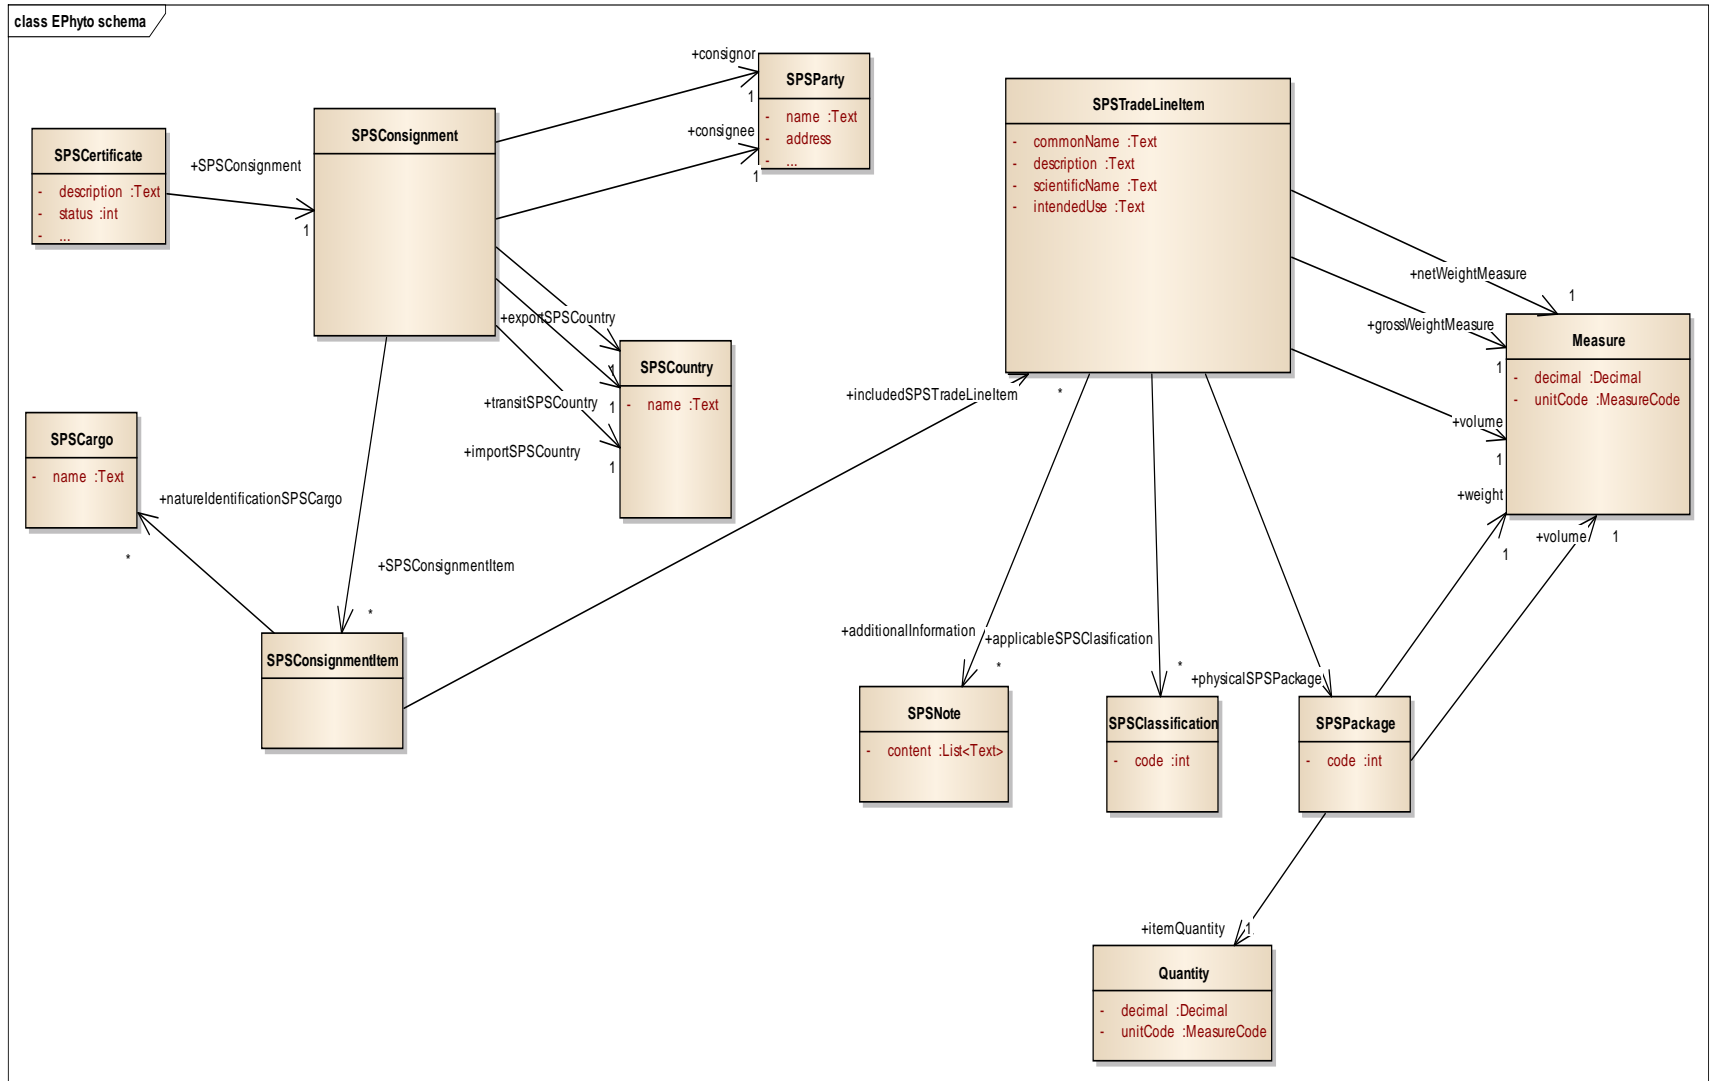 class EPhyto schema
SPSCertificate
- description :Text
- status :int
- ...
+SPSConsignment
1
SPSConsignment
+consignor
1
+consignee
1
SPSParty
- name :Text
- address
- ...
+exportSPSCountry
1
+transitSPSCountry
1
+importSPSCountry
1
SPSCountry
- name :Text
SPSCargo
- name :Text
+natureIdentificationSPSCargo
*
+SPSConsignmentItem
*
SPSConsignmentItem
+includedSPSTradeLineItem
*
SPSTradeLineItem
- commonName :Text
- description :Text
- scientificName :Text
- intendedUse :Text
+netWeightMeasure
1
+grossWeightMeasure
1
+volume
1
Measure
- decimal :Decimal
- unitCode :MeasureCode
+weight
1
+volume
1
+additionalInformation
*
+applicableSPSClasification
*
+physicalSPSPackage
SPSNote
- content :List<Text>
SPSClassification
- code :int
SPSPackage
- code :int
+itemQuantity
1
Quantity
- decimal :Decimal
- unitCode :MeasureCode